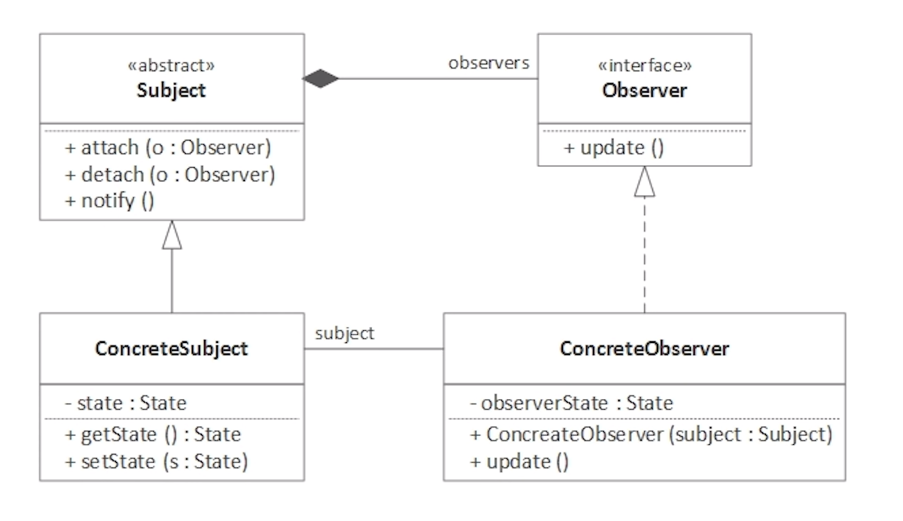 «abstract»
Subject
+ attach (o : Observer)
+ detach (o : Observer)
+ notify ()
observers
«interface»
Observer
+ update ()
ConcreteSubject
- state : State
+ getState () : State
+ setState (s : State)
subject
ConcreteObserver
- observerState : State
+ ConcreateObserver (subject : Subject)
+ update ()